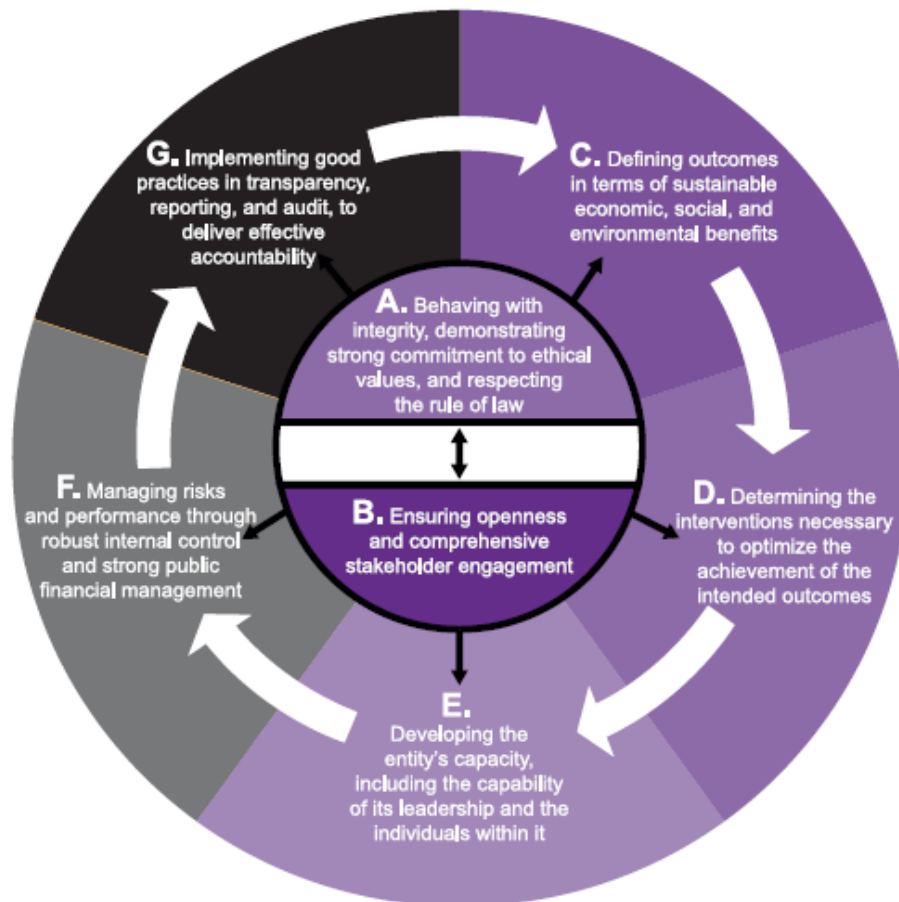 G. Implementing good
practices in transparency,
reporting, and audit, to
deliver effective
accountability
C. Defining outcomes
in terms of sustainable
economic, social, and
environmental benefits
A. Behaving with
integrity, demonstrating
strong commitment to ethical
values, and respecting
the rule of law
B. Ensuring openness
and comprehensive
stakeholder engagement
D. Determining the
interventions necessary
to optimize the
achievement of the
intended outcomes
E.
Developing the
entity's capacity,
including the capability
of its leadership and the
individuals within it
F. Managing risks
and performance through
robust internal control
and strong public
financial management